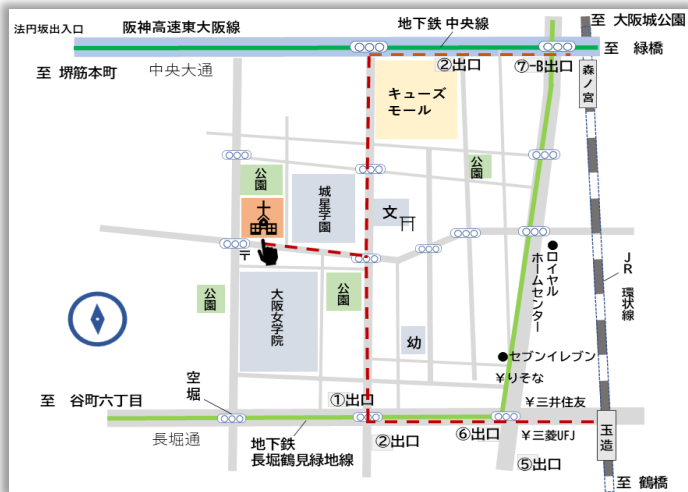 法円坂出入口
阪神高速東大阪線
地下鉄 中央線
至 大阪城公園
至 緑橋
至 堺筋本町
中央大通
②出口
⑦-B出口
森ノ宮
キューズ
モール
公園
公園
城星学園
文
〒
ロイヤル
ホームセンター
JR 環状線
公園
大阪女学院
公園
幼
セブンイレブン
¥りそな
空堀
①出口
¥三井住友
至 谷町六丁目
長堀通
地下鉄
長堀鶴見緑地線
②出口
⑥出口
¥三菱UFJ
玉造
⑤出口
至 鶴橋